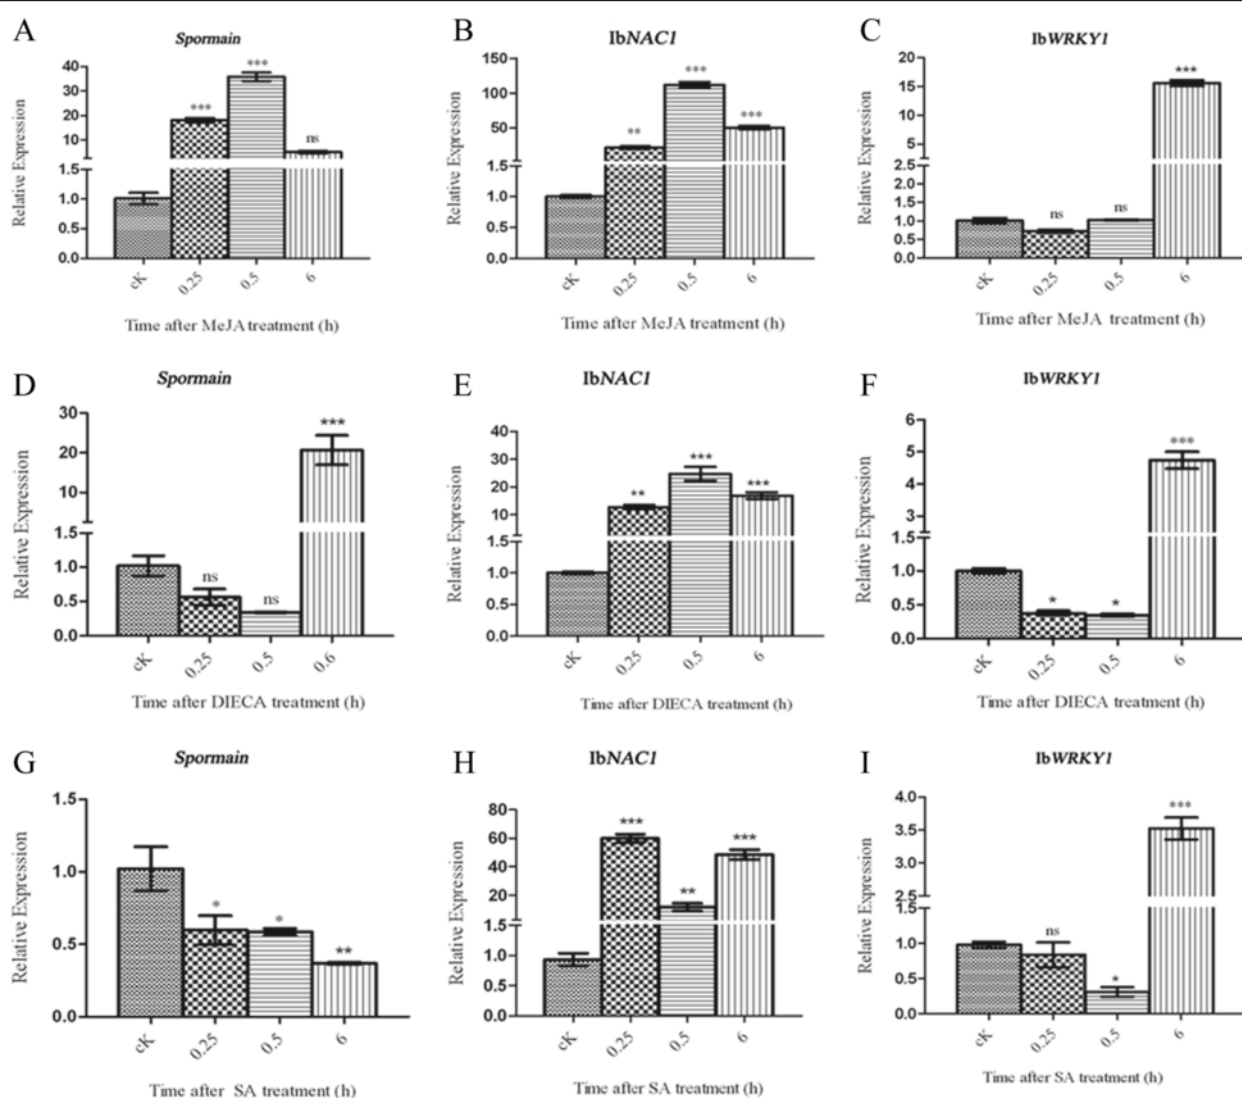 A
Spormain
Relative Expression
40
30
20
10
1.5
1.0
0.5
0.0
***
***
ns
cK
0.25
0.5
6
Time after MeJA treatment (h)
B
IbNAC1
Relative Expression
150
100
50
1.5
1.0
0.5
0.0
**
***
***
cK
0.25
0.5
6
Time after MeJA treatment (h)
C
IbWRKY1
Relative Expression
20
15
10
5
2.5
2.0
1.5
1.0
0.5
0.0
ns
ns
***
cK
0.25
0.5
6
Time after MeJA treatment (h)
D
Spormain
Relative Expression
30
20
10
1.5
1.0
0.5
0.0
ns
ns
***
cK
0.25
0.5
0.6
Time after DIECA treatment (h)
E
IbNAC1
Relative Expression
40
30
20
10
1.5
1.0
0.5
0.0
**
***
***
cK
0.25
0.5
6
Time after DIECA treatment (h)
F
IbWRKY1
Relative Expression
6
5
4
3
1.5
1.0
0.5
0.0
*
*
***
cK
0.25
0.5
6
Time after DIECA treatment (h)
G
Spormain
Relative Expression
1.5
1.0
0.5
0.0
*
*
**
cK
0.25
0.5
6
Time after SA treatment (h)
H
IbNAC1
Relative Expression
80
60
40
20
1.5
1.0
0.5
0.0
***
**
***
cK
0.25
0.5
6
Time after SA treatment (h)
I
IbWRKY1
Relative Expression
4.0
3.5
3.0
2.5
1.5
1.0
0.5
0.0
ns
*
***
cK
0.25
0.5
6
Time after SA treatment (h)